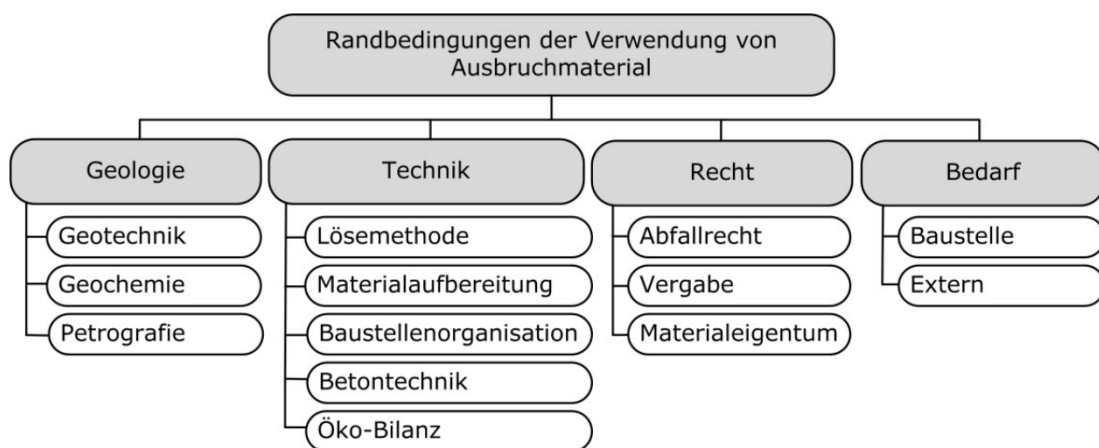 Randbedingungen der Verwendung von
Ausbruchmaterial
Geologie
Geotechnik
Geochemie
Petrografie
Technik
Lösemethode
Materialaufbereitung
Baustellenorganisation
Betontechnik
Öko-Bilanz
Recht
Abfallrecht
Vergabe
Materialeigentum
Bedarf
Baustelle
Extern